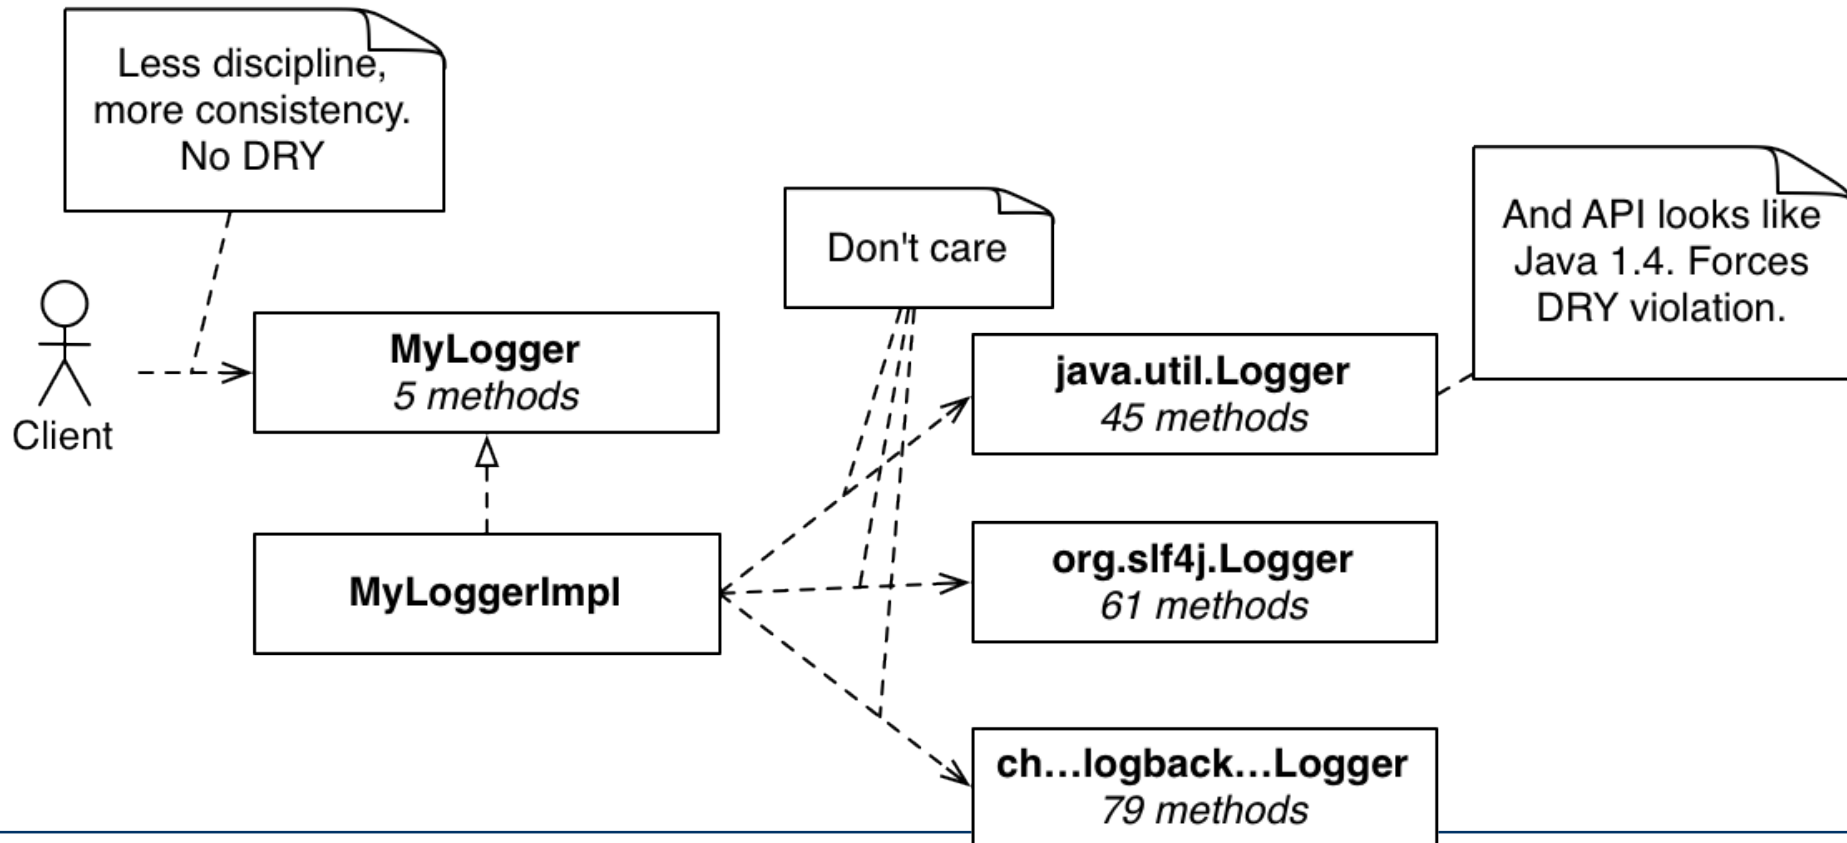 Less discipline,
more consistency.
No DRY
Client
MyLogger
5 methods
MyLoggerImpl
Don't care
java.util.Logger
45 methods
And API looks like
Java 1.4. Forces
DRY violation.
org.slf4j.Logger
61 methods
ch...logback...Logger
79 methods